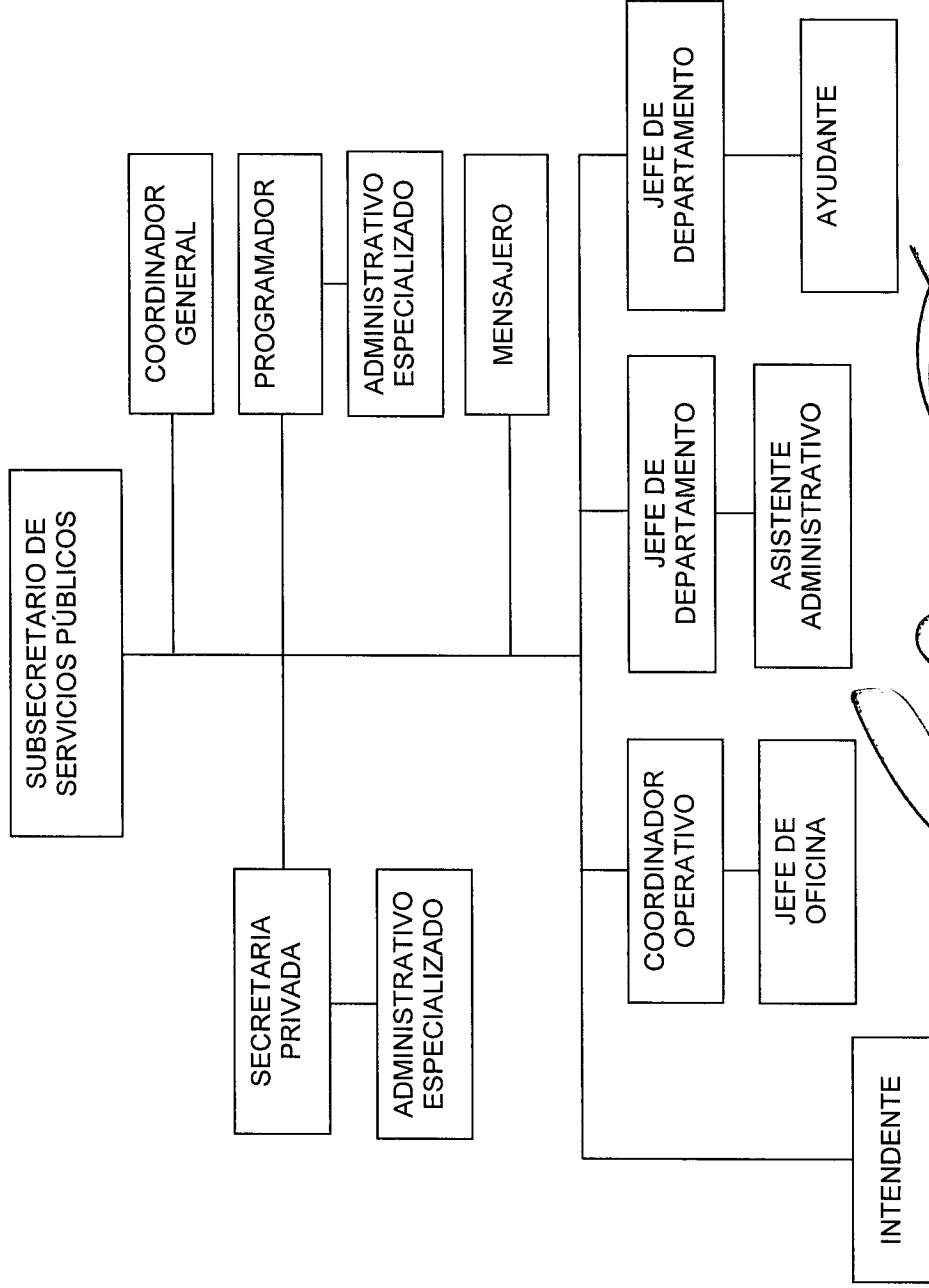 SUBSECRETARIO DE
SERVICIOS PÚBLICOS
COORDINADOR
GENERAL
SECRETARIA
PRIVADA
PROGRAMADOR
ADMINISTRATIVO
ESPECIALIZADO
ADMINISTRATIVO
ESPECIALIZADO
MENSAJERO
COORDINADOR
OPERATIVO
JEFE DE
DEPARTAMENTO
JEFE DE
DEPARTAMENTO
JEFE DE
OFICINA
ASISTENTE
ADMINISTRATIVO
AYUDANTE
INTENDENTE